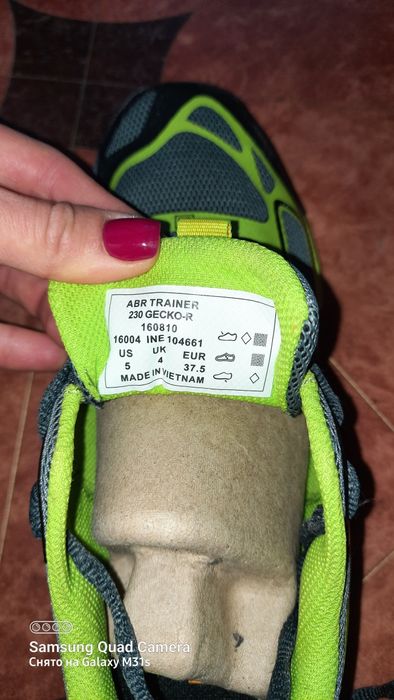 ABR TRAINER
230 GECKO-R
160810
16004 INE 104661
US UK EUR
5 4 37.5
MADE IN VIETNAM
Samsung Quad Camera
Снято на Galaxy M31s